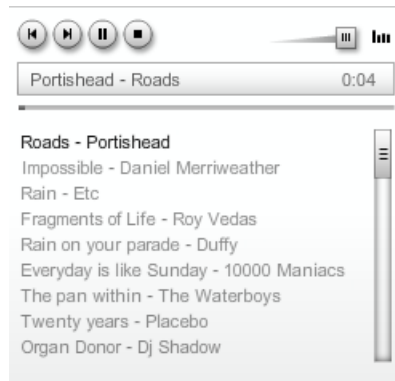 Portishead - Roads 0:04
Roads - Portishead
Impossible - Daniel Merriweather
Rain - Etc
Fragments of Life - Roy Vedas
Rain on your parade - Duffy
Everyday is like Sunday - 10000 Maniacs
The pan within - The Waterboys
Twenty years - Placebo
Organ Donor - Dj Shadow